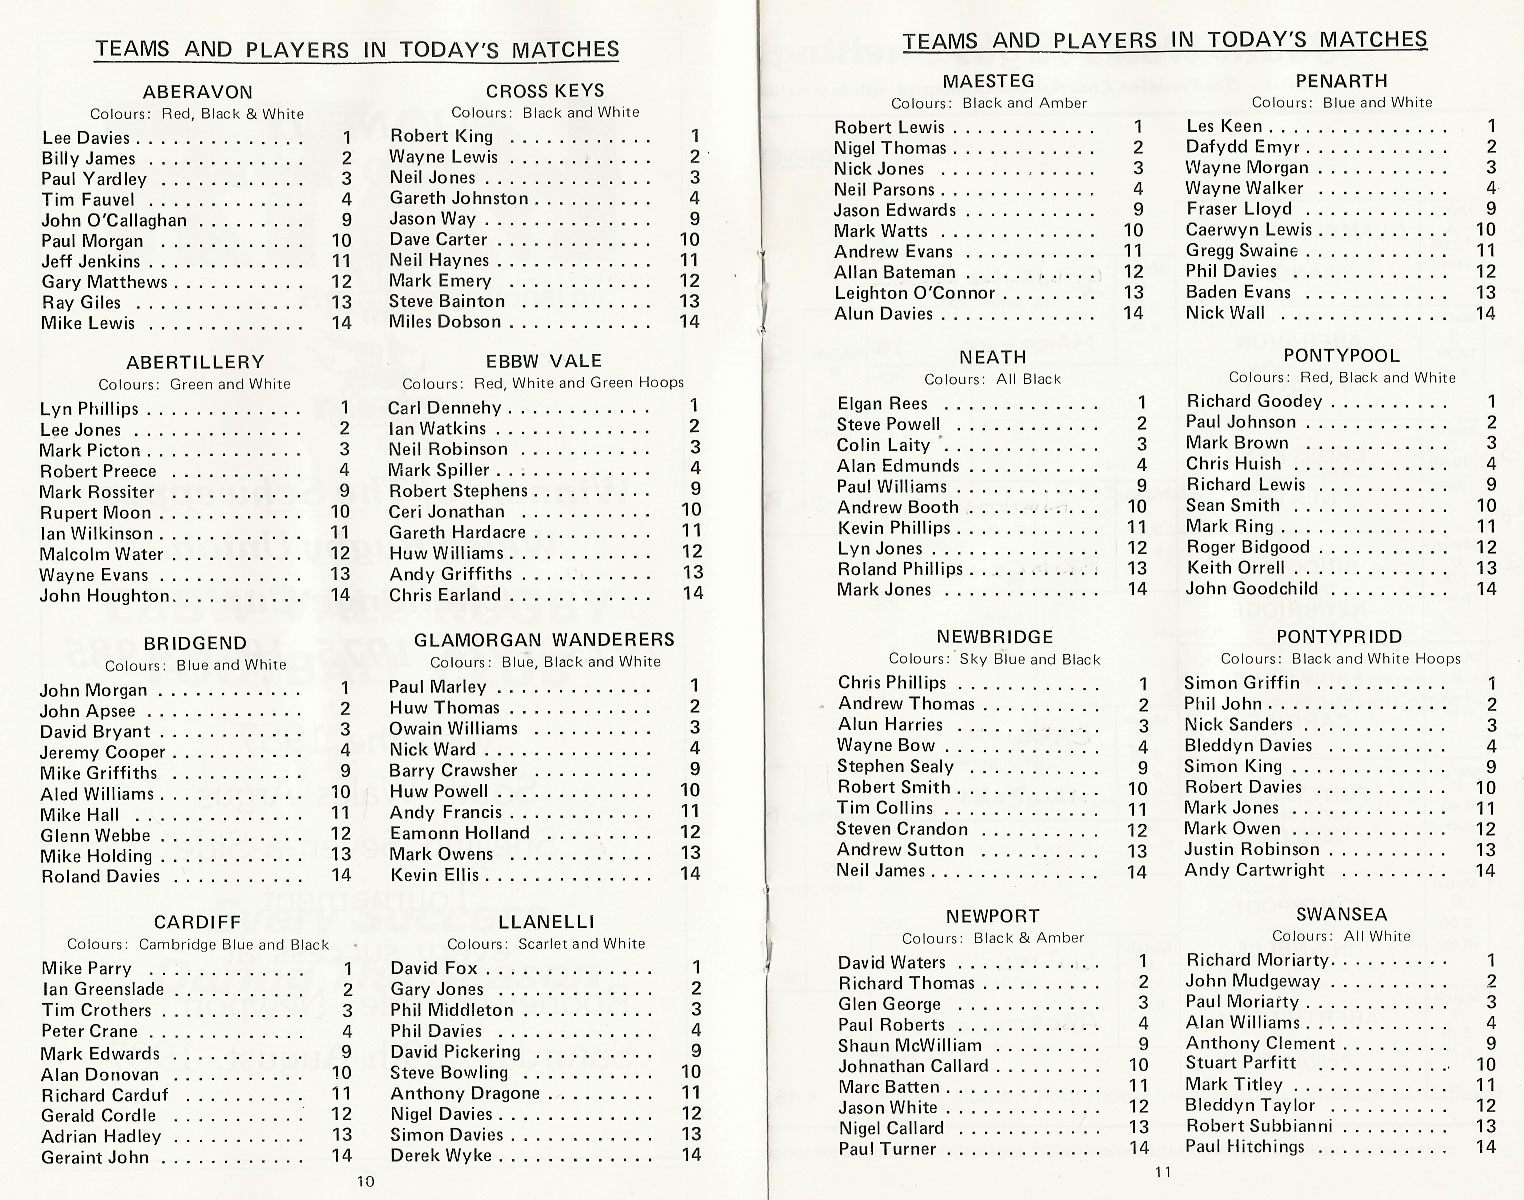 TEAMS AND PLAYERS IN TODAY'S MATCHES
ABERAVON
Colours: Red, Black & White
Lee Davies . . . . . . . . . . . . . 1
Billy James . . . . . . . . . . . . 2
Paul Yardley . . . . . . . . . . . . 3
Tim Fauvel . . . . . . . . . . . . 4
John O'Callaghan . . . . . . . . . 9
Paul Morgan . . . . . . . . . . . . 10
Jeff Jenkins . . . . . . . . . . . . 11
Gary Matthews . . . . . . . . . . . 12
Ray Giles . . . . . . . . . . . . . 13
Mike Lewis . . . . . . . . . . . . 14
ABERTILLERY
Colours: Green and White
Lyn Phillips . . . . . . . . . . . . 1
Lee Jones . . . . . . . . . . . . . 2
Mark Picton . . . . . . . . . . . . 3
Robert Preece . . . . . . . . . . . 4
Mark Rossiter . . . . . . . . . . . 9
Rupert Moon . . . . . . . . . . . 10
Ian Wilkinson . . . . . . . . . . . 11
Malcolm Water . . . . . . . . . . 12
Wayne Evans . . . . . . . . . . . . 13
John Houghton . . . . . . . . . . . 14
BRIDGEND
Colours: Blue and White
John Morgan . . . . . . . . . . . . 1
John Apsee . . . . . . . . . . . . 2
David Bryant . . . . . . . . . . . . 3
Jeremy Cooper . . . . . . . . . . . 4
Mike Griffiths . . . . . . . . . . . 9
Aled Williams . . . . . . . . . . . 10
Mike Hall . . . . . . . . . . . . . 11
Glenn Webbe . . . . . . . . . . . . 12
Mike Holding . . . . . . . . . . . . 13
Roland Davies . . . . . . . . . . . 14
CARDIFF
Colours: Cambridge Blue and Black
Mike Parry . . . . . . . . . . . . 1
Ian Greenslade . . . . . . . . . . . 2
Tim Crothers . . . . . . . . . . . . 3
Peter Crane . . . . . . . . . . . . 4
Mark Edwards . . . . . . . . . . . 9
Alan Donovan . . . . . . . . . . . 10
Richard Carduf . . . . . . . . . . 11
Gerald Cordle . . . . . . . . . . . 12
Adrian Hadley . . . . . . . . . . . 13
Geraint John . . . . . . . . . . . . 14
CROSS KEYS
Colours: Black and White
Robert King . . . . . . . . . . . . 1
Wayne Lewis . . . . . . . . . . . . 2
Neil Jones . . . . . . . . . . . . . 3
Gareth Johnston . . . . . . . . . . 4
Jason Way . . . . . . . . . . . . . 9
Dave Carter . . . . . . . . . . . . 10
Neil Haynes . . . . . . . . . . . . 11
Mark Emery . . . . . . . . . . . . 12
Steve Bainton . . . . . . . . . . . 13
Miles Dobson . . . . . . . . . . . . 14
EBBW VALE
Colours: Red, White and Green Hoops
Carl Dennehy . . . . . . . . . . . . 1
Ian Watkins . . . . . . . . . . . . 2
Neil Robinson . . . . . . . . . . . 3
Mark Spiller . . . . . . . . . . . . 4
Robert Stephens . . . . . . . . . . 9
Ceri Jonathan . . . . . . . . . . . 10
Gareth Hardacre . . . . . . . . . . 11
Huw Williams . . . . . . . . . . . . 12
Andy Griffiths . . . . . . . . . . . 13
Chris Earland . . . . . . . . . . . . 14
GLAMORGAN WANDERERS
Colours: Blue, Black and White
Paul Marley . . . . . . . . . . . . 1
Huw Thomas . . . . . . . . . . . . 2
Owain Williams . . . . . . . . . . 3
Nick Ward . . . . . . . . . . . . . 4
Barry Crawsher . . . . . . . . . . 9
Huw Powell . . . . . . . . . . . . 10
Andy Francis . . . . . . . . . . . . 11
Eamonn Holland . . . . . . . . . 12
Mark Owens . . . . . . . . . . . . 13
Kevin Ellis . . . . . . . . . . . . . 14
LLANELLI
Colours: Scarlet and White
David Fox . . . . . . . . . . . . . 1
Gary Jones . . . . . . . . . . . . . 2
Phil Middleton . . . . . . . . . . . 3
Phil Davies . . . . . . . . . . . . 4
David Pickering . . . . . . . . . . 9
Steve Bowling . . . . . . . . . . . 10
Anthony Dragone . . . . . . . . . 11
Nigel Davies . . . . . . . . . . . . 12
Simon Davies . . . . . . . . . . . . 13
Derek Wyke . . . . . . . . . . . . . 14
10
TEAMS AND PLAYERS IN TODAY'S MATCHES
MAESTEG
Colours: Black and Amber
Robert Lewis . . . . . . . . . . . . 1
Nigel Thomas . . . . . . . . . . . . 2
Nick Jones . . . . . . . . . . . . 3
Neil Parsons . . . . . . . . . . . . 4
Jason Edwards . . . . . . . . . . . 9
Mark Watts . . . . . . . . . . . . 10
Andrew Evans . . . . . . . . . . . 11
Allan Bateman . . . . . . . . . . . 12
Leighton O'Connor . . . . . . . . 13
Alun Davies . . . . . . . . . . . . . 14
NEATH
Colours: All Black
Elgan Rees . . . . . . . . . . . . . 1
Steve Powell . . . . . . . . . . . . 2
Colin Laity . . . . . . . . . . . . 3
Alan Edmunds . . . . . . . . . . . 4
Paul Williams . . . . . . . . . . . . 9
Andrew Booth . . . . . . . . . . . 10
Kevin Phillips . . . . . . . . . . . . 11
Lyn Jones . . . . . . . . . . . . . 12
Roland Phillips . . . . . . . . . . . 13
Mark Jones . . . . . . . . . . . . . 14
NEWBRIDGE
Colours: Sky Blue and Black
Chris Phillips . . . . . . . . . . . . 1
Andrew Thomas . . . . . . . . . . 2
Alun Harries . . . . . . . . . . . . 3
Wayne Bow . . . . . . . . . . . . . 4
Stephen Sealy . . . . . . . . . . . . 9
Robert Smith . . . . . . . . . . . . 10
Tim Collins . . . . . . . . . . . . . 11
Steven Crandon . . . . . . . . . . 12
Andrew Sutton . . . . . . . . . . 13
Neil James . . . . . . . . . . . . . 14
NEWPORT
Colours: Black & Amber
David Waters . . . . . . . . . . . . 1
Richard Thomas . . . . . . . . . . 2
Glen George . . . . . . . . . . . . 3
Paul Roberts . . . . . . . . . . . . 4
Shaun McWilliam . . . . . . . . . 9
Johnathan Callard . . . . . . . . . 10
Marc Batten . . . . . . . . . . . . . 11
Jason White . . . . . . . . . . . . . 12
Nigel Callard . . . . . . . . . . . . 13
Paul Turner . . . . . . . . . . . . . 14
PENARTH
Colours: Blue and White
Les Keen . . . . . . . . . . . . . . . 1
Dafydd Emyr . . . . . . . . . . . . 2
Wayne Morgan . . . . . . . . . . . 3
Wayne Walker . . . . . . . . . . . 4
Fraser Lloyd . . . . . . . . . . . . 9
Caerwyn Lewis . . . . . . . . . . . 10
Gregg Swaine . . . . . . . . . . . . 11
Phil Davies . . . . . . . . . . . . . 12
Baden Evans . . . . . . . . . . . . 13
Nick Wall . . . . . . . . . . . . . . 14
PONTYPOOL
Colours: Red, Black and White
Richard Goodey . . . . . . . . . . 1
Paul Johnson . . . . . . . . . . . . 2
Mark Brown . . . . . . . . . . . . 3
Chris Huish . . . . . . . . . . . . 4
Richard Lewis . . . . . . . . . . . . 9
Sean Smith . . . . . . . . . . . . . 10
Mark Ring . . . . . . . . . . . . . . 11
Roger Bidgood . . . . . . . . . . . 12
Keith Orrell . . . . . . . . . . . . . 13
John Goodchild . . . . . . . . . . 14
PONTYPRIDD
Colours: Black and White Hoops
Simon Griffin . . . . . . . . . . . 1
Phil John . . . . . . . . . . . . . . 2
Nick Sanders . . . . . . . . . . . . 3
Bleddyn Davies . . . . . . . . . . . 4
Simon King . . . . . . . . . . . . . 9
Robert Davies . . . . . . . . . . . . 10
Mark Jones . . . . . . . . . . . . . 11
Mark Owen . . . . . . . . . . . . . 12
Justin Robinson . . . . . . . . . . 13
Andy Cartwright . . . . . . . . . 14
SWANSEA
Colours: All White
Richard Moriarty . . . . . . . . . . 1
John Mudgeway . . . . . . . . . . 2
Paul Moriarty . . . . . . . . . . . . 3
Alan Williams . . . . . . . . . . . . 4
Anthony Clement . . . . . . . . . 9
Stuart Parfitt . . . . . . . . . . . 10
Mark Titley . . . . . . . . . . . . . 11
Bleddyn Taylor . . . . . . . . . . . 12
Robert Subbianni . . . . . . . . . 13
Paul Hitchings . . . . . . . . . . . 14
11